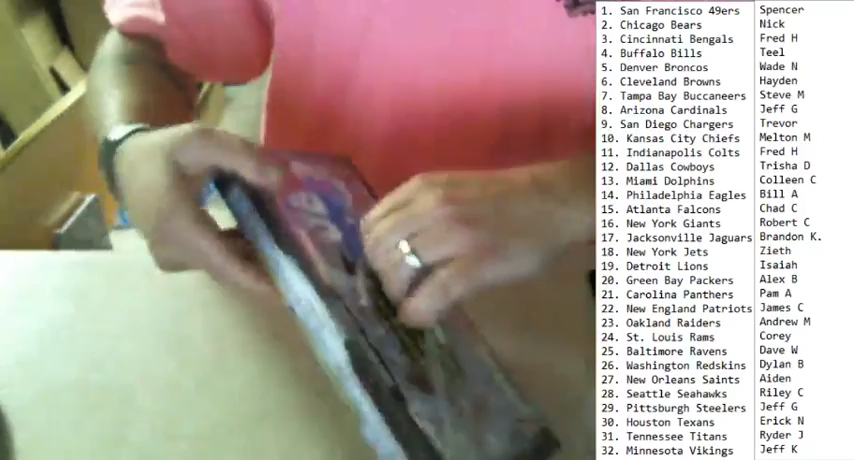 1. San Francisco 49ers Spencer
2. Chicago Bears Nick
3. Cincinnati Bengals Fred H
4. Buffalo Bills Teel
5. Denver Broncos Wade N
6. Cleveland Browns Hayden
7. Tampa Bay Buccaneers Steve M
8. Arizona Cardinals Jeff G
9. San Diego Chargers Trevor
10. Kansas City Chiefs Melton M
11. Indianapolis Colts Fred H
12. Dallas Cowboys Trisha D
13. Miami Dolphins Colleen C
14. Philadelphia Eagles Bill A
15. Atlanta Falcons Chad C
16. New York Giants Robert C
17. Jacksonville Jaguars Brandon K.
18. New York Jets Zieth
19. Detroit Lions Isaiah
20. Green Bay Packers Alex B
21. Carolina Panthers Pam A
22. New England Patriots James C
23. Oakland Raiders Andrew M
24. St. Louis Rams Corey
25. Baltimore Ravens Dave W
26. Washington Redskins Dylan B
27. New Orleans Saints Aiden
28. Seattle Seahawks Riley C
29. Pittsburgh Steelers Jeff G
30. Houston Texans Erick N
31. Tennessee Titans Ryder J
32. Minnesota Vikings Jeff K